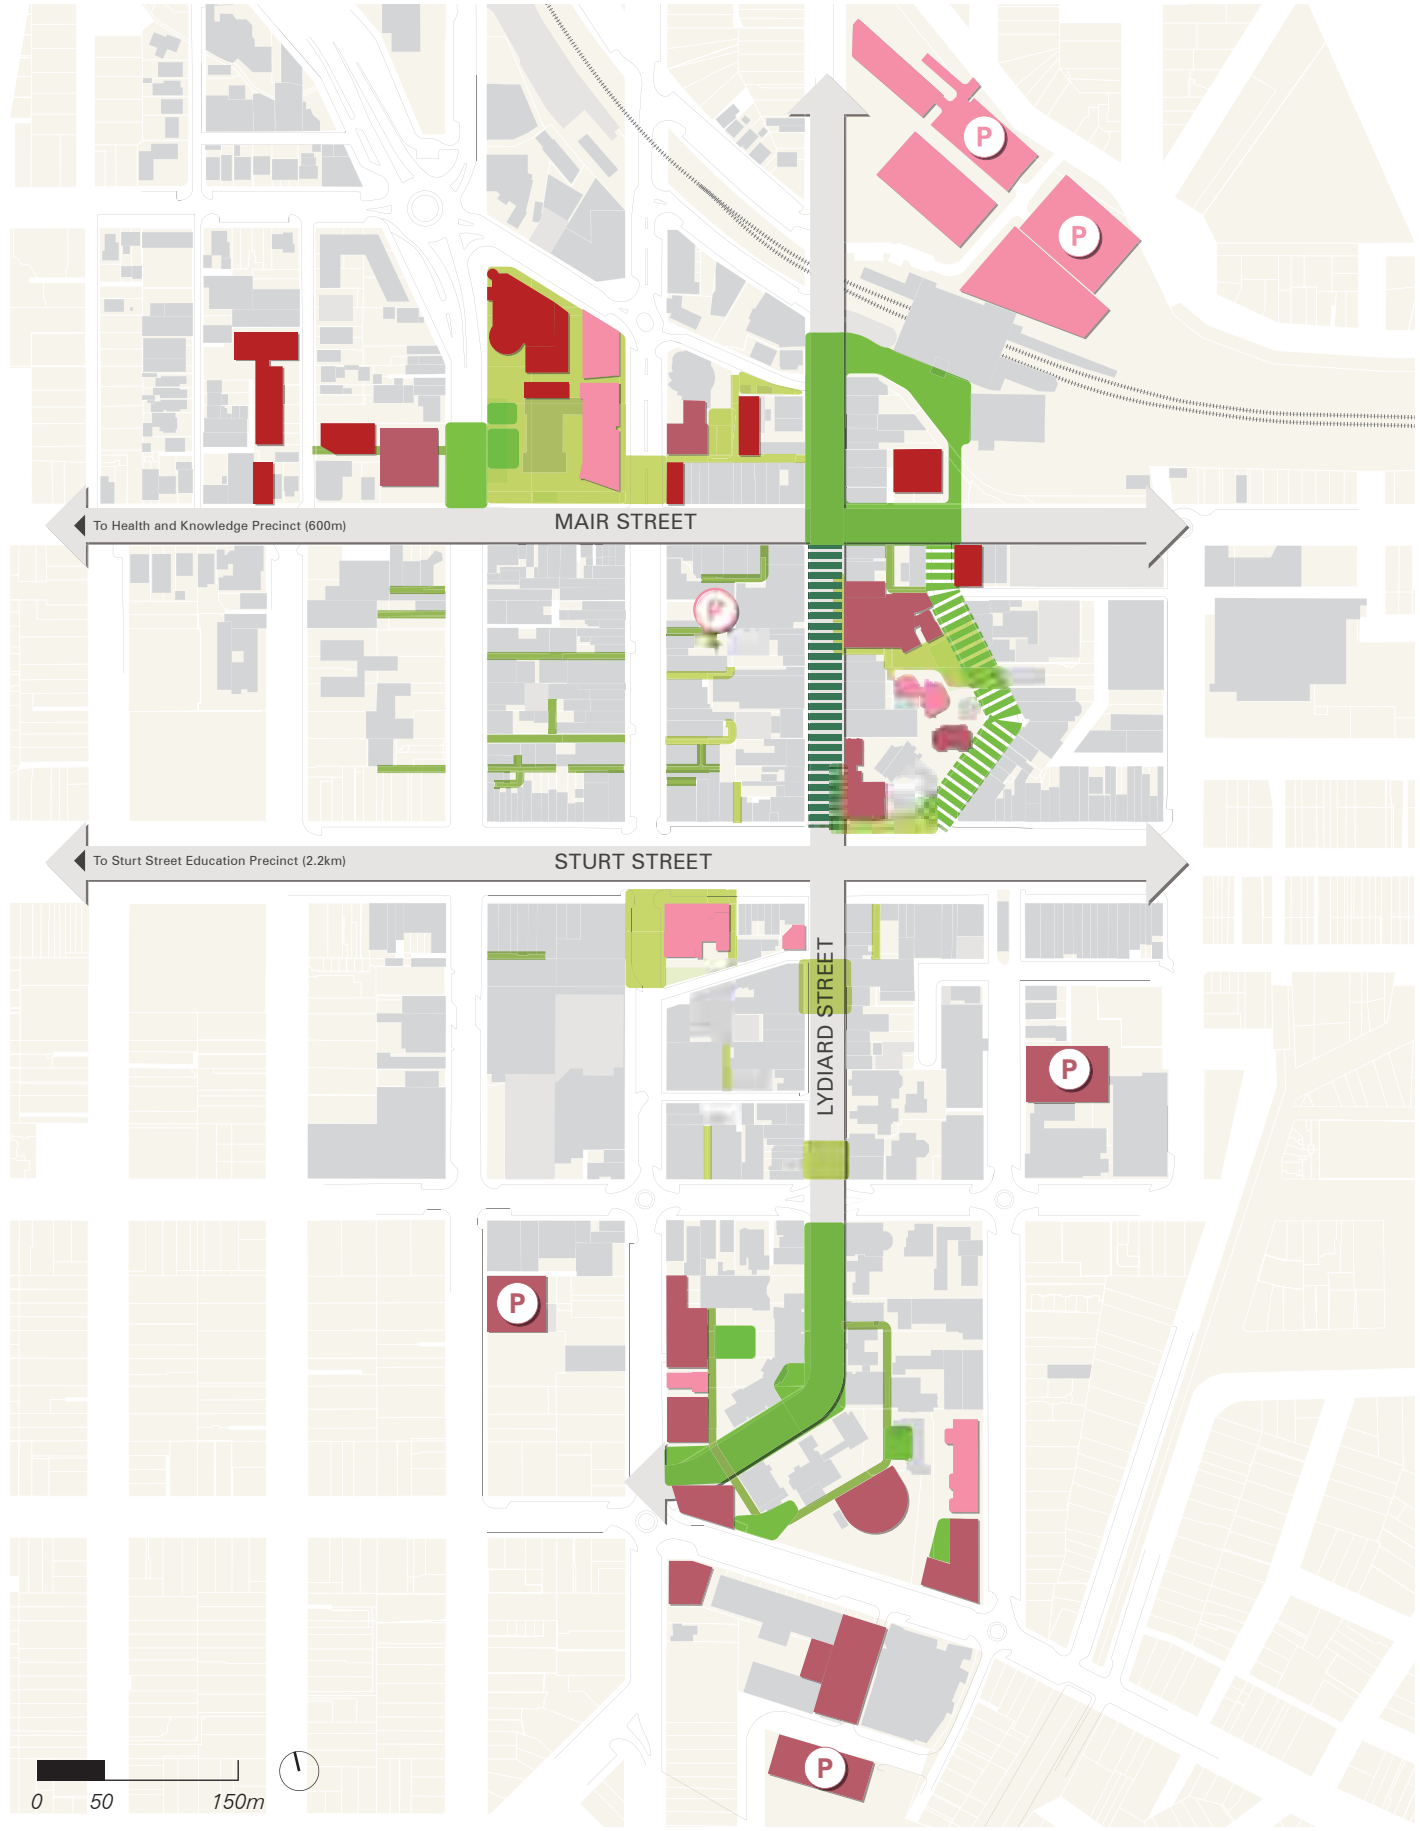 P
P
To Health and Knowledge Precinct (600m)
MAIR STREET
P
To Sturt Street Education Precinct (2.2km)
STURT STREET
LYDIARD STREET
P
P
P
0 50 150m